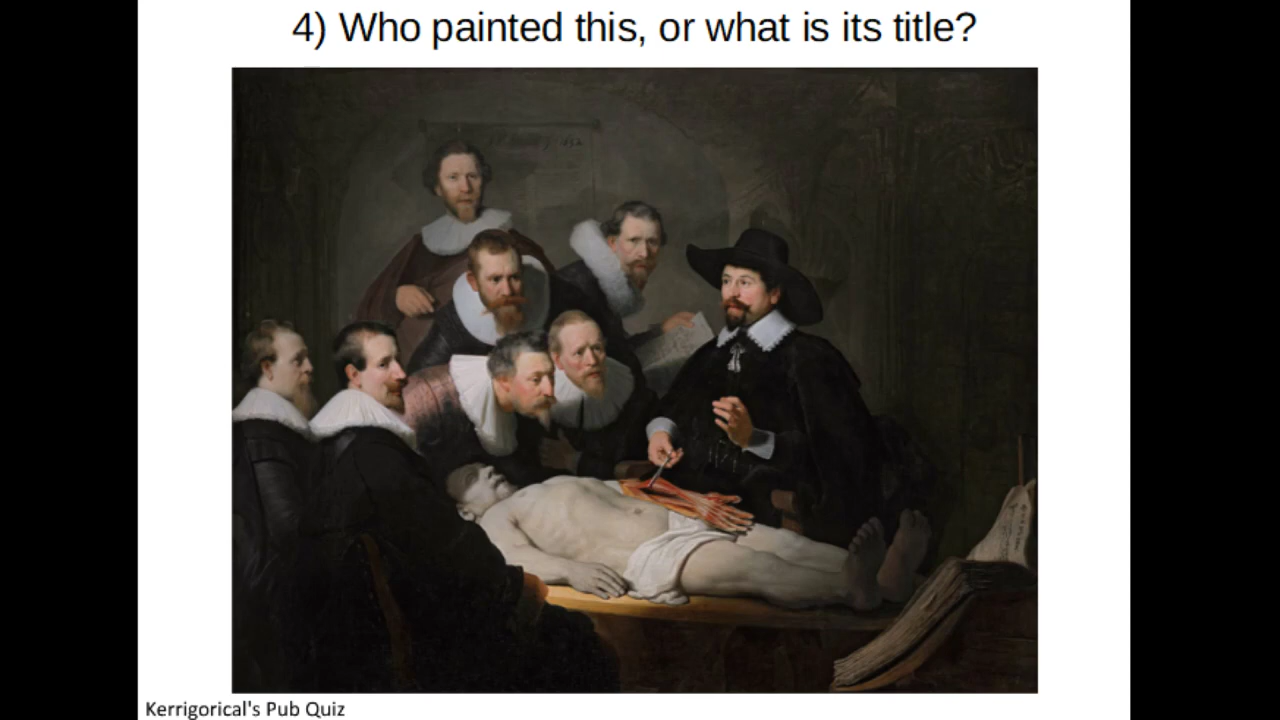 4) Who painted this, or what is its title?
Kerrigorical's Pub Quiz